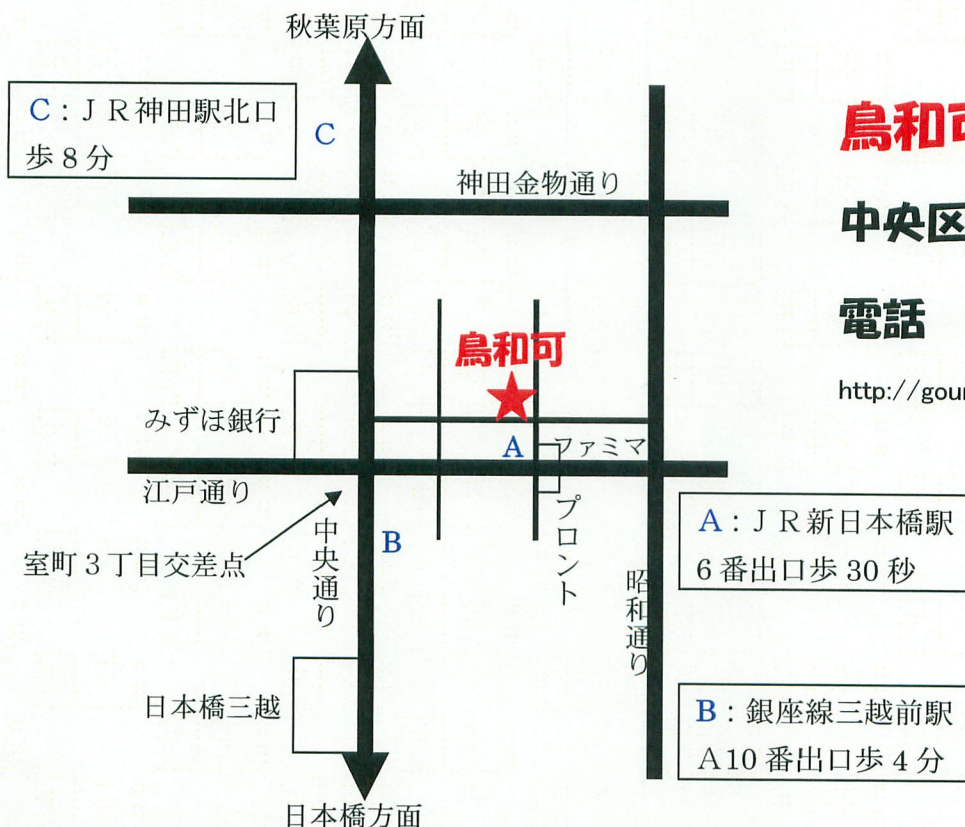 秋葉原方面
C：ＪＲ神田駅北口
歩8分
C
神田金物通り
鳥和可
中央区
電話
http://gour
鳥和可
みずほ銀行
A
ファミマ
江戸通り
プロント
中央通り
B
室町3丁目交差点
昭和通り
A：ＪＲ新日本橋駅
6番出口歩30秒
日本橋三越
B：銀座線三越前駅
A10番出口歩4分
日本橋方面